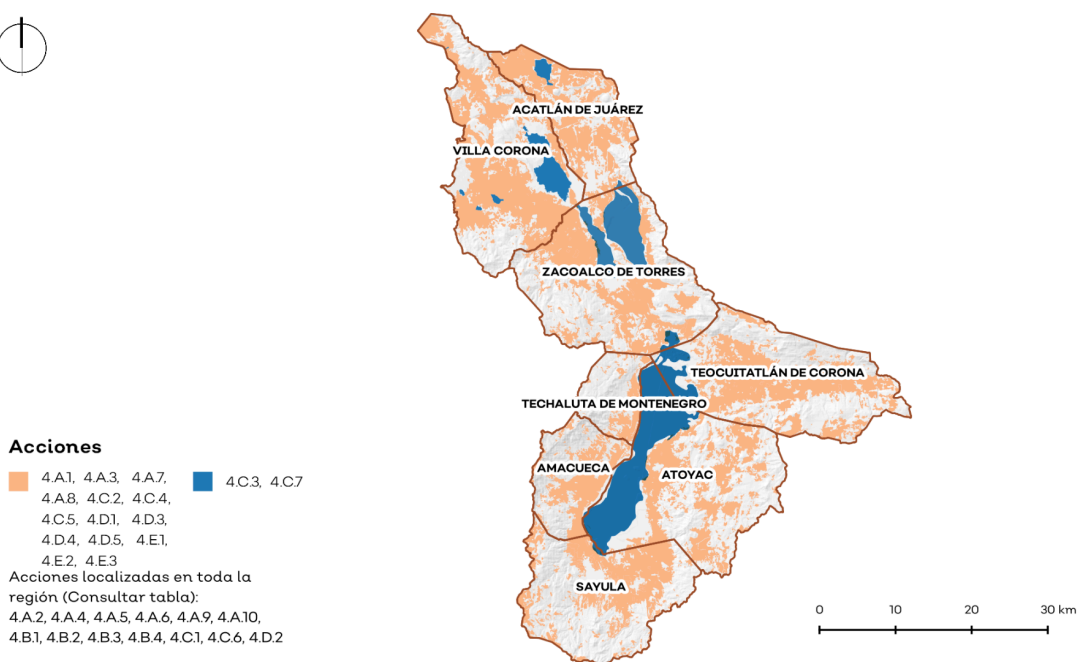 ACATLÁN DE JUÁREZ
VILLA CORONA
ZACOALCO DE TORRES
TEOCUITATLÁN DE CORONA
TECHALUTA DE MONTENEGRO
AMACUECA
ATOYAC
SAYULA
Acciones
4.A.1, 4.A.3, 4.A.7,
4.A.8, 4.C.2, 4.C.4,
4.C.5, 4.D.1, 4.D.3,
4.D.4, 4.D.5, 4.E.1,
4.E.2, 4.E.3
4.C.3, 4.C.7
Acciones localizadas en toda la
región (Consultar tabla):
4.A.2, 4.A.4, 4.A.5, 4.A.6, 4.A.9, 4.A.10,
4.B.1, 4.B.2, 4.B.3, 4.B.4, 4.C.1, 4.C.6, 4.D.2
0 10 20 30 km